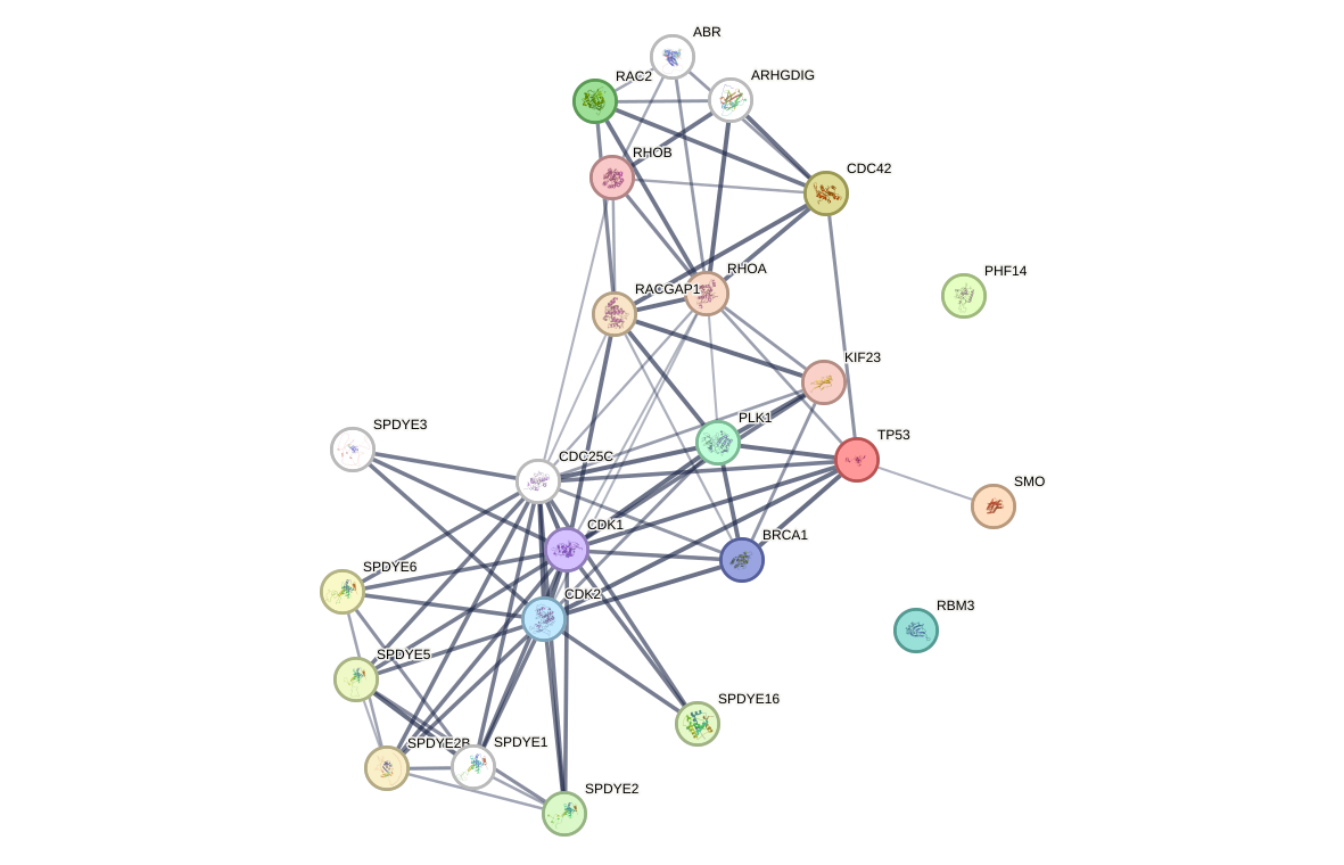 ABR
RAC2
ARHGDIG
RHOB
CDC42
RHOA
PHF14
RACGAP1
KIF23
PLK1
SPDYE3
TP53
CDC25C
SMO
CDK1
BRCA1
SPDYE6
CDK2
RBM3
SPDYE5
SPDYE16
SPDYE2B
SPDYE1
SPDYE2